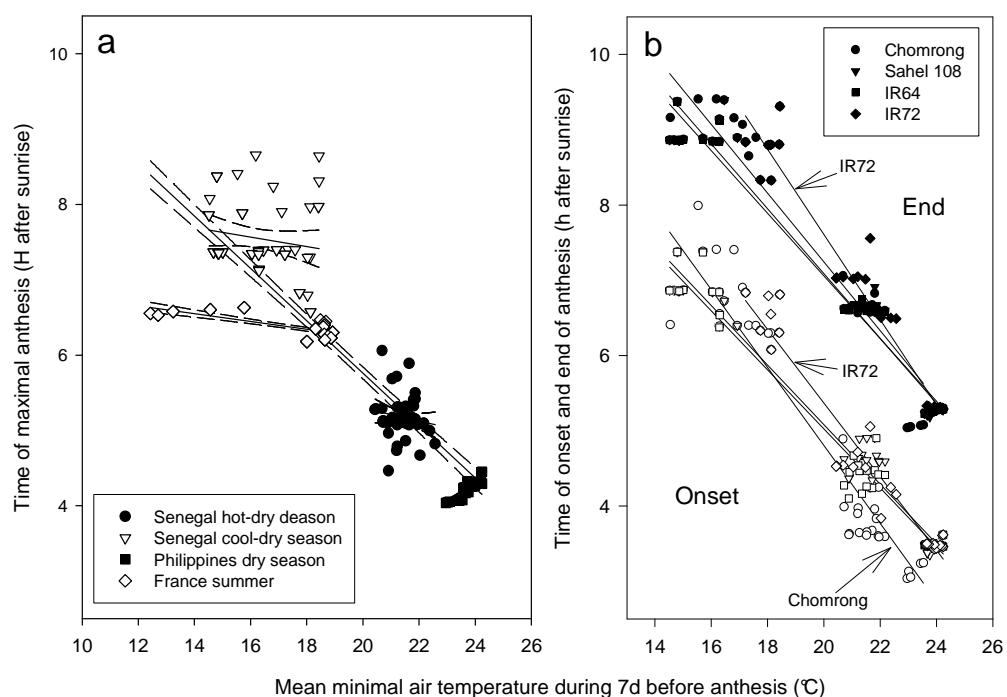 a
Time of maximal anthesis (H after sunrise)
10
8
6
4
10 12 14 16 18 20 22 24 26
Senegal hot-dry deason
Senegal cool-dry season
Philippines dry season
France summer
b
Time of onset and end of anthesis (h after sunrise)
10
8
6
4
14 16 18 20 22 24 26
Chomrong
Sahel 108
IR64
IR72
IR72
End
IR72
Onset
Chomrong
Mean minimal air temperature during 7d before anthesis (°C)